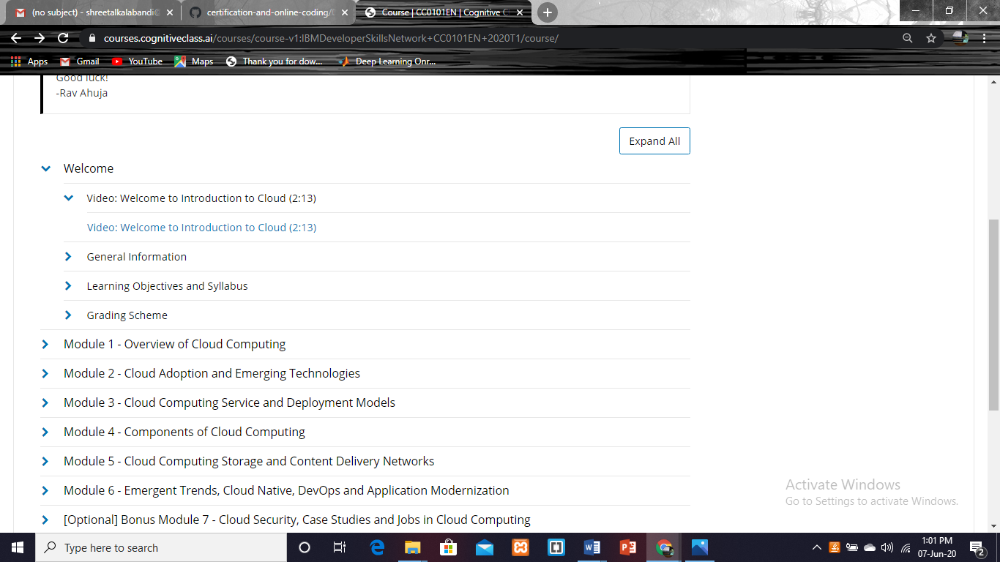 (no subject) - shreetalkalabandi@
certification-and-online-coding/
Course | CC0101EN | Cognitive C
courses.cognitiveclass.ai/courses/course-v1:IBMDeveloperSkillsNetwork+CC0101EN+2020T1/course/
Apps
Gmail
YouTube
Maps
Thank you for dow...
Deep Learning Onr...
Good luck!
-Rav Ahuja
Expand All
Welcome
Video: Welcome to Introduction to Cloud (2:13)
Video: Welcome to Introduction to Cloud (2:13)
General Information
Learning Objectives and Syllabus
Grading Scheme
Module 1 - Overview of Cloud Computing
Module 2 - Cloud Adoption and Emerging Technologies
Module 3 - Cloud Computing Service and Deployment Models
Module 4 - Components of Cloud Computing
Module 5 - Cloud Computing Storage and Content Delivery Networks
Module 6 - Emergent Trends, Cloud Native, DevOps and Application Modernization
[Optional] Bonus Module 7 - Cloud Security, Case Studies and Jobs in Cloud Computing
Activate Windows
Go to Settings to activate Windows.
Type here to search
1:01 PM
07-Jun-20
2